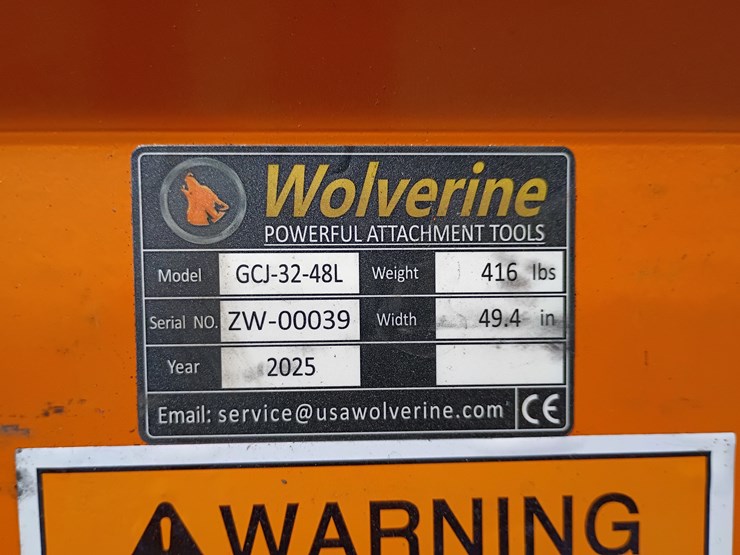 Wolverine
POWERFUL ATTACHMENT TOOLS
Model GCJ-32-48L Weight 416 lbs
Serial NO. ZW-00039 Width 49.4 in
Year 2025
Email: service@usawolverine.com CE
WARNING